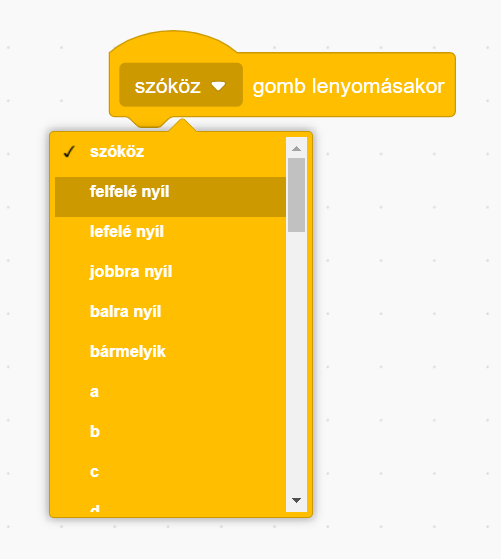 szóköz gomb lenyomásakor
szóköz
felfelé nyíl
lefelé nyíl
jobbra nyíl
balra nyíl
bármelyik
a
b
c
d